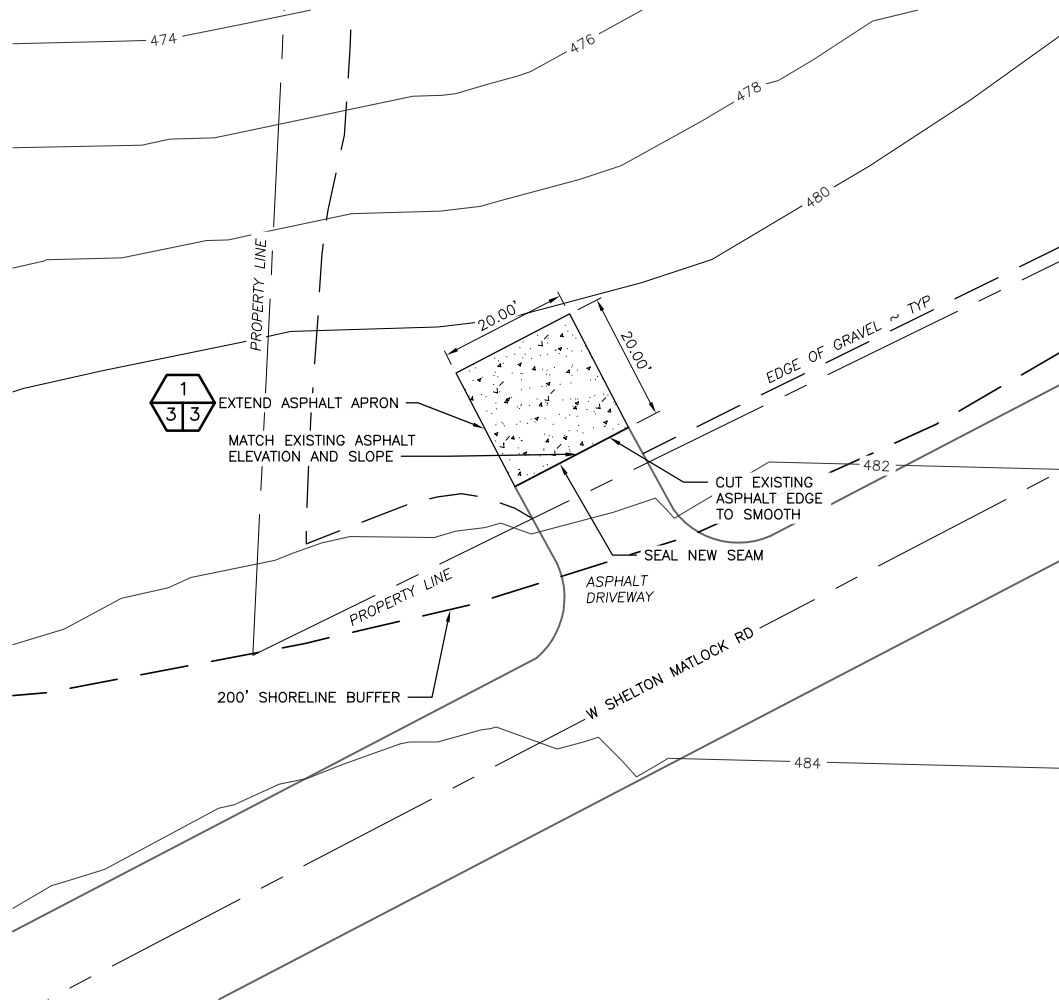 474
476
478
480
PROPERTY LINE
20.00'
20.00'
EDGE OF GRAVEL ~ TYP
1
3 3
EXTEND ASPHALT APRON
MATCH EXISTING ASPHALT
ELEVATION AND SLOPE
482
CUT EXISTING
ASPHALT EDGE
TO SMOOTH
SEAL NEW SEAM
PROPERTY LINE
ASPHALT
DRIVEWAY
200' SHORELINE BUFFER
W SHELTON MATLOCK RD
484